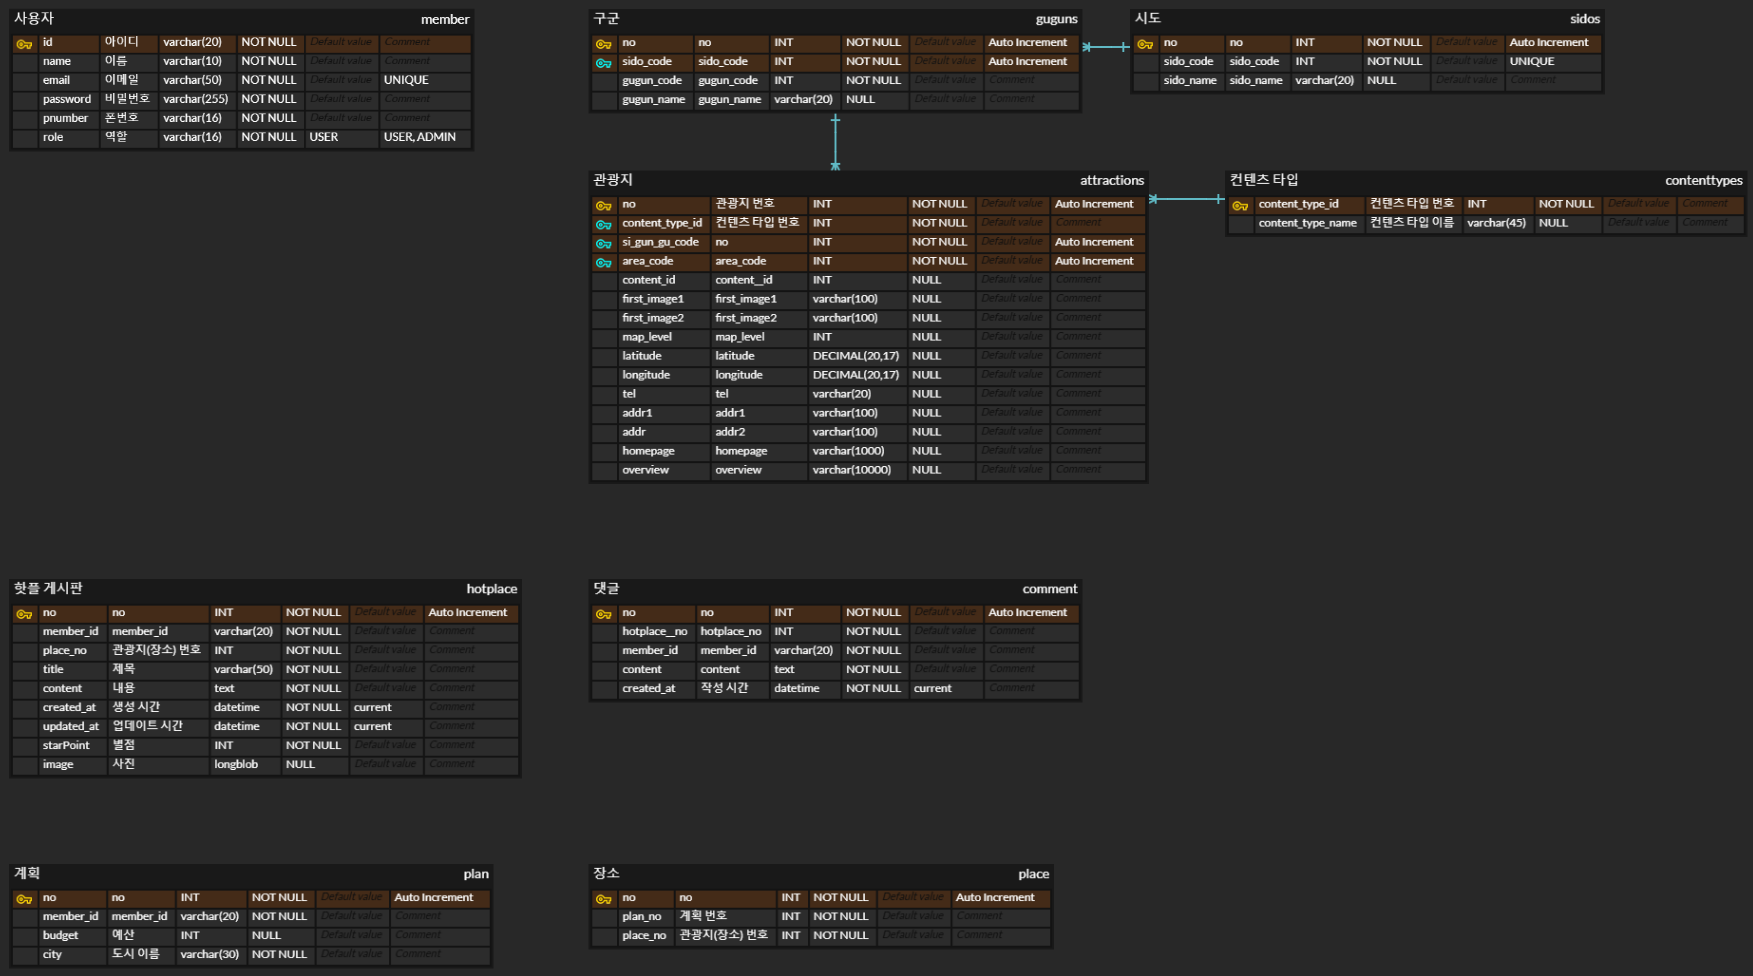 사용자 member
id 아이디 varchar(20) NOT NULL Default value Comment
name 이름 varchar(10) NOT NULL Default value Comment
email 이메일 varchar(50) NOT NULL Default value UNIQUE
password 비밀번호 varchar(255) NOT NULL Default value Comment
pnumber 폰번호 varchar(16) NOT NULL Default value Comment
role 역할 varchar(16) NOT NULL USER USER, ADMIN
구군 guguns
no no INT NOT NULL Default value Auto Increment
sido_code sido_code INT NOT NULL Default value Auto Increment
gugun_code gugun_code INT NOT NULL Default value Comment
gugun_name gugun_name varchar(20) NULL Default value Comment
시도 sidos
no no INT NOT NULL Default value Auto Increment
sido_code sido_code INT NOT NULL Default value UNIQUE
sido_name sido_name varchar(20) NULL Default value Comment
관광지 attractions
no 관광지 번호 INT NOT NULL Default value Auto Increment
content_type_id 컨텐츠 타입 번호 INT NOT NULL Default value Comment
si_gun_gu_code no INT NOT NULL Default value Auto Increment
area_code area_code INT NOT NULL Default value Auto Increment
content_id content__id INT NULL Default value Comment
first_image1 first_image1 varchar(100) NULL Default value Comment
first_image2 first_image2 varchar(100) NULL Default value Comment
map_level map_level INT NULL Default value Comment
latitude latitude DECIMAL(20,17) NULL Default value Comment
longitude longitude DECIMAL(20,17) NULL Default value Comment
tel tel varchar(20) NULL Default value Comment
addr1 addr1 varchar(100) NULL Default value Comment
addr addr2 varchar(100) NULL Default value Comment
homepage homepage varchar(1000) NULL Default value Comment
overview overview varchar(10000) NULL Default value Comment
컨텐츠 타입 contenttypes
content_type_id 컨텐츠 타입 번호 INT NOT NULL Default value Comment
content_type_name 컨텐츠 타입 이름 varchar(45) NULL Default value Comment
핫플 게시판 hotplace
no no INT NOT NULL Default value Auto Increment
member_id member_id varchar(20) NOT NULL Default value Comment
place_no 관광지(장소) 번호 INT NOT NULL Default value Comment
title 제목 varchar(50) NOT NULL Default value Comment
content 내용 text NOT NULL Default value Comment
created_at 생성 시간 datetime NOT NULL current Comment
updated_at 업데이트 시간 datetime NOT NULL current Comment
starPoint 별점 INT NOT NULL Default value Comment
image 사진 longblob NULL Default value Comment
댓글 comment
no no INT NOT NULL Default value Auto Increment
hotplace__no hotplace_no INT NOT NULL Default value Comment
member_id member_id varchar(20) NOT NULL Default value Comment
content content text NOT NULL Default value Comment
created_at 작성 시간 datetime NOT NULL current Comment
계획 plan
no no INT NOT NULL Default value Auto Increment
member_id member_id varchar(20) NOT NULL Default value Comment
budget 예산 INT NULL Default value Comment
city 도시 이름 varchar(30) NOT NULL Default value Comment
장소 place
no no INT NOT NULL Default value Auto Increment
plan_no 계획 번호 INT NOT NULL Default value Comment
place_no 관광지(장소) 번호 INT NOT NULL Default value Comment